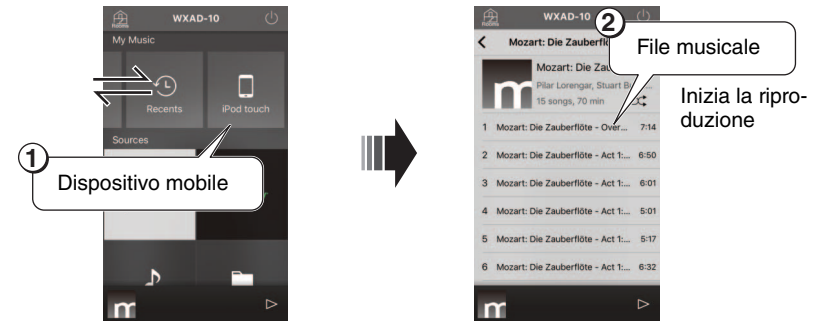 ROOMS
WXAD-10
My Music
Recents
iPod touch
Sources
1
Dispositivo mobile
m
ROOMS
WXAD-10
Mozart: Die Zauberfl
2
File musicale
Mozart: Die Zau
Pilar Lorengar, Stuart B
15 songs, 70 min
Inizia la ripro-
duzione
1 Mozart: Die Zauberflöte - Over... 7:14
2 Mozart: Die Zauberflöte - Act 1:... 6:50
3 Mozart: Die Zauberflöte - Act 1:... 6:01
4 Mozart: Die Zauberflöte - Act 1:... 5:01
5 Mozart: Die Zauberflöte - Act 1:... 5:17
6 Mozart: Die Zauberflöte - Act 1:... 6:32
m